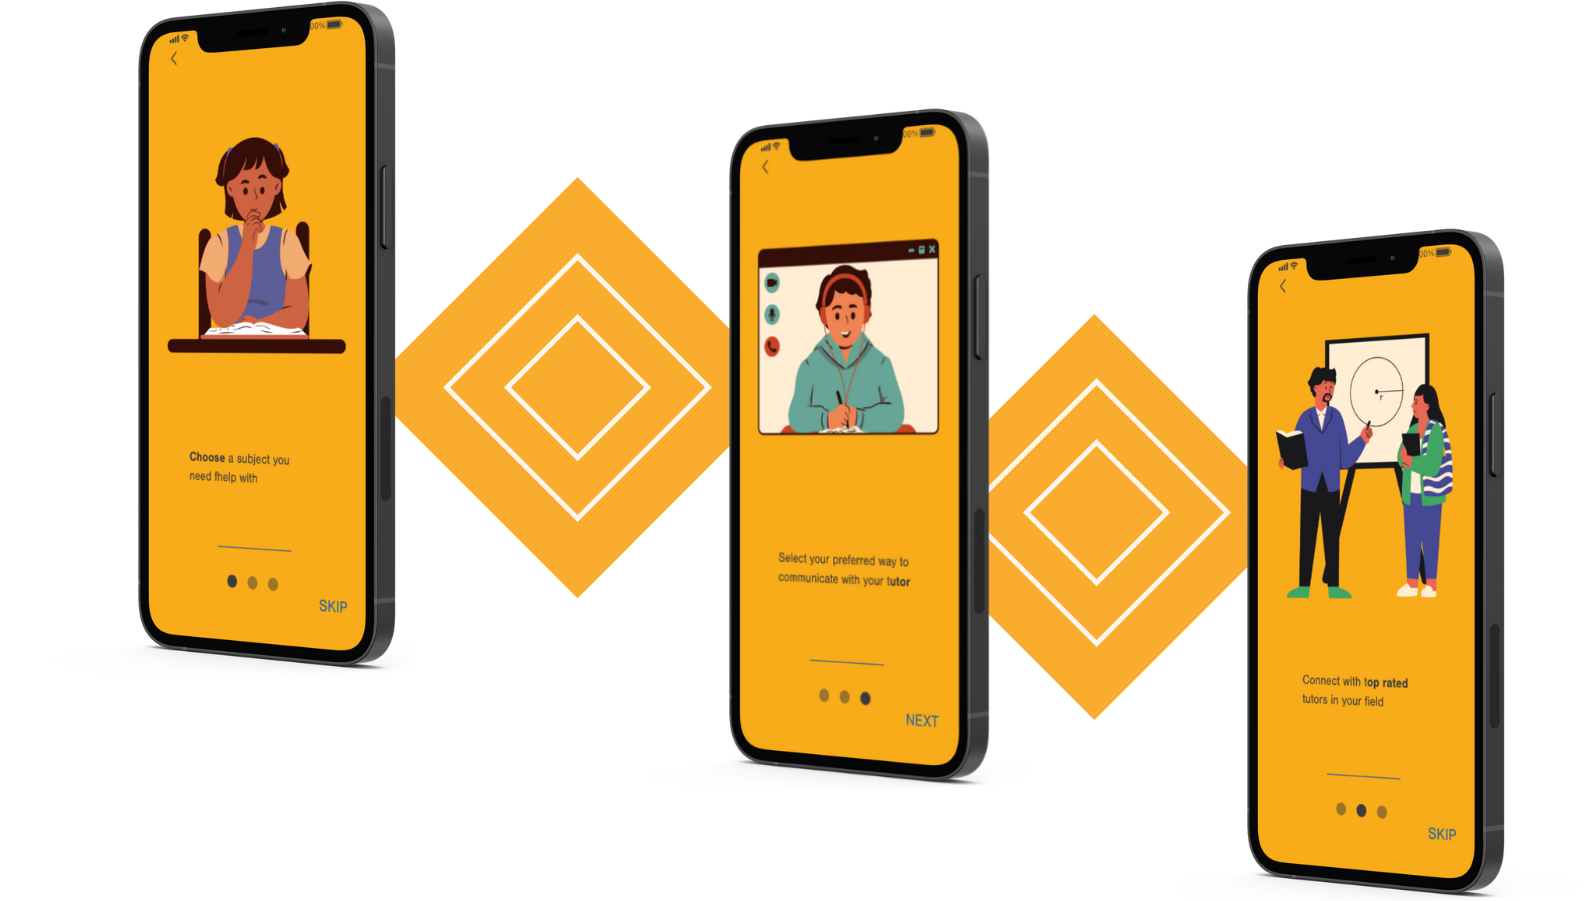 00%
Choose a subject you
need fhelp with
SKIP
00%
Select your preferred way to
communicate with your tutor
NEXT
00%
r
Connect with top rated
tutors in your field
SKIP